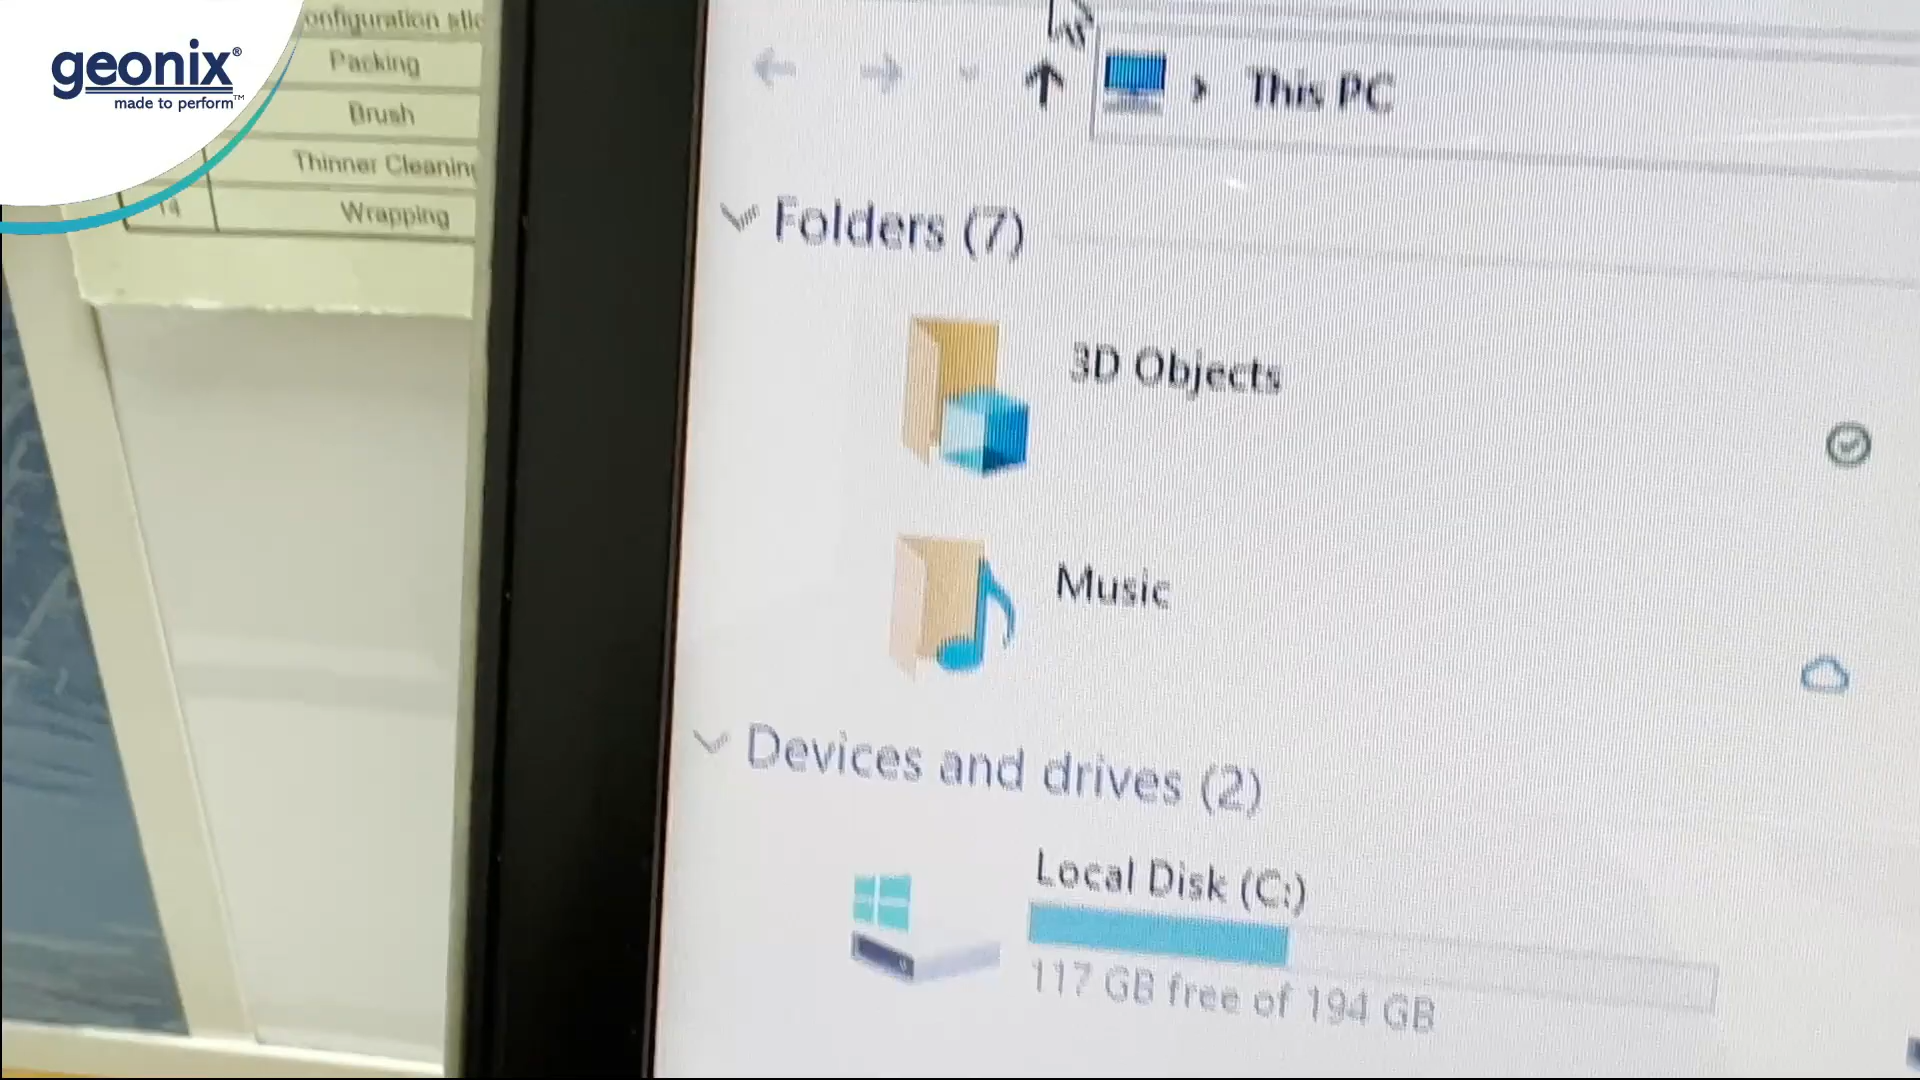 geonix®
made to perform™
onfiguration stic
Packing
Brush
Thinner Cleaning
14
Wrapping
This PC
Folders (7)
3D Objects
Music
Devices and drives (2)
Local Disk (C:)
117 GB free of 194 GB